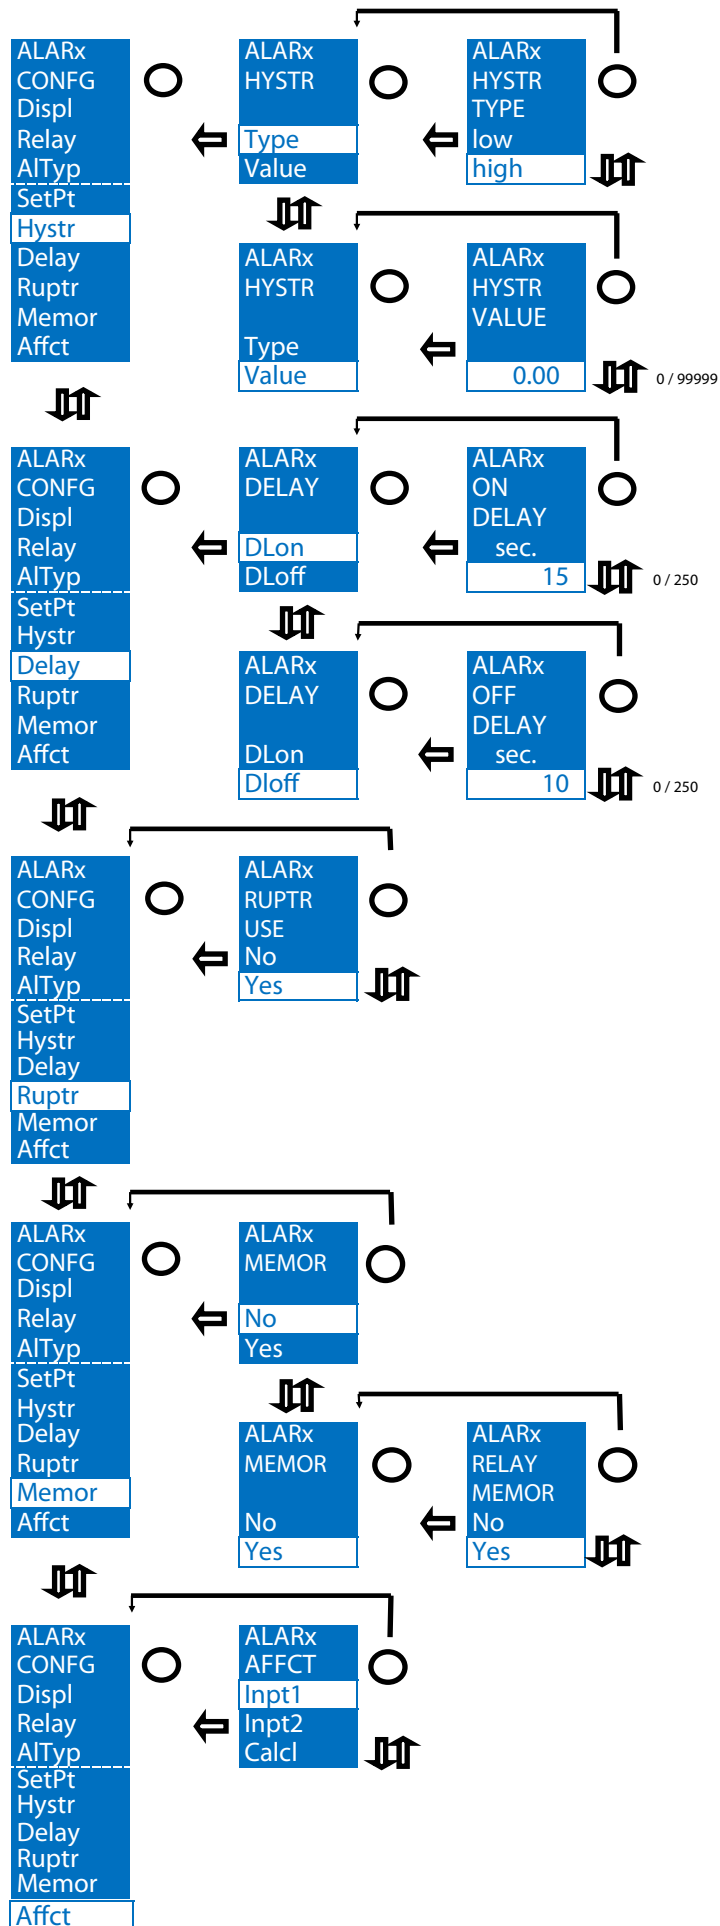 ALARx
CONFG
Displ
Relay
AlTyp
SetPt
Hystr
Delay
Ruptr
Memor
Affct
ALARx
HYSTR
Type
Value
ALARx
HYSTR
TYPE
low
high
ALARx
HYSTR
Type
Value
ALARx
HYSTR
VALUE
0.00
0 / 99999
ALARx
CONFG
Displ
Relay
AlTyp
SetPt
Hystr
Delay
Ruptr
Memor
Affct
ALARx
DELAY
DLon
DLoff
ALARx
ON
DELAY
sec.
15
0 / 250
ALARx
DELAY
DLon
Dloff
ALARx
OFF
DELAY
sec.
10
0 / 250
ALARx
CONFG
Displ
Relay
AlTyp
SetPt
Hystr
Delay
Ruptr
Memor
Affct
ALARx
RUPTR
USE
No
Yes
ALARx
CONFG
Displ
Relay
AlTyp
SetPt
Hystr
Delay
Ruptr
Memor
Affct
ALARx
MEMOR
No
Yes
ALARx
MEMOR
No
Yes
ALARx
RELAY
MEMOR
No
Yes
ALARx
CONFG
Displ
Relay
AlTyp
SetPt
Hystr
Delay
Ruptr
Memor
Affct
ALARx
AFFCT
Inpt1
Inpt2
Calcl